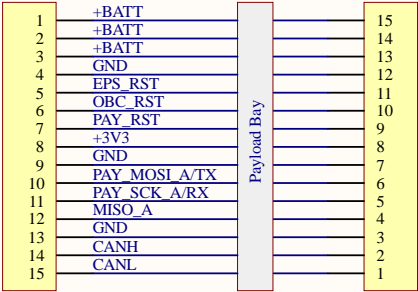 1 +BATT 15
2 +BATT 14
3 +BATT 13
4 GND 12
5 EPS_RST 11
6 OBC_RST 10
7 PAY_RST 9
8 +3V3 8
9 GND 7
10 PAY_MOSI_A/TX 6
11 PAY_SCK_A/RX 5
12 MISO_A 4
13 GND 3
14 CANH 2
15 CANL 1
Payload Bay